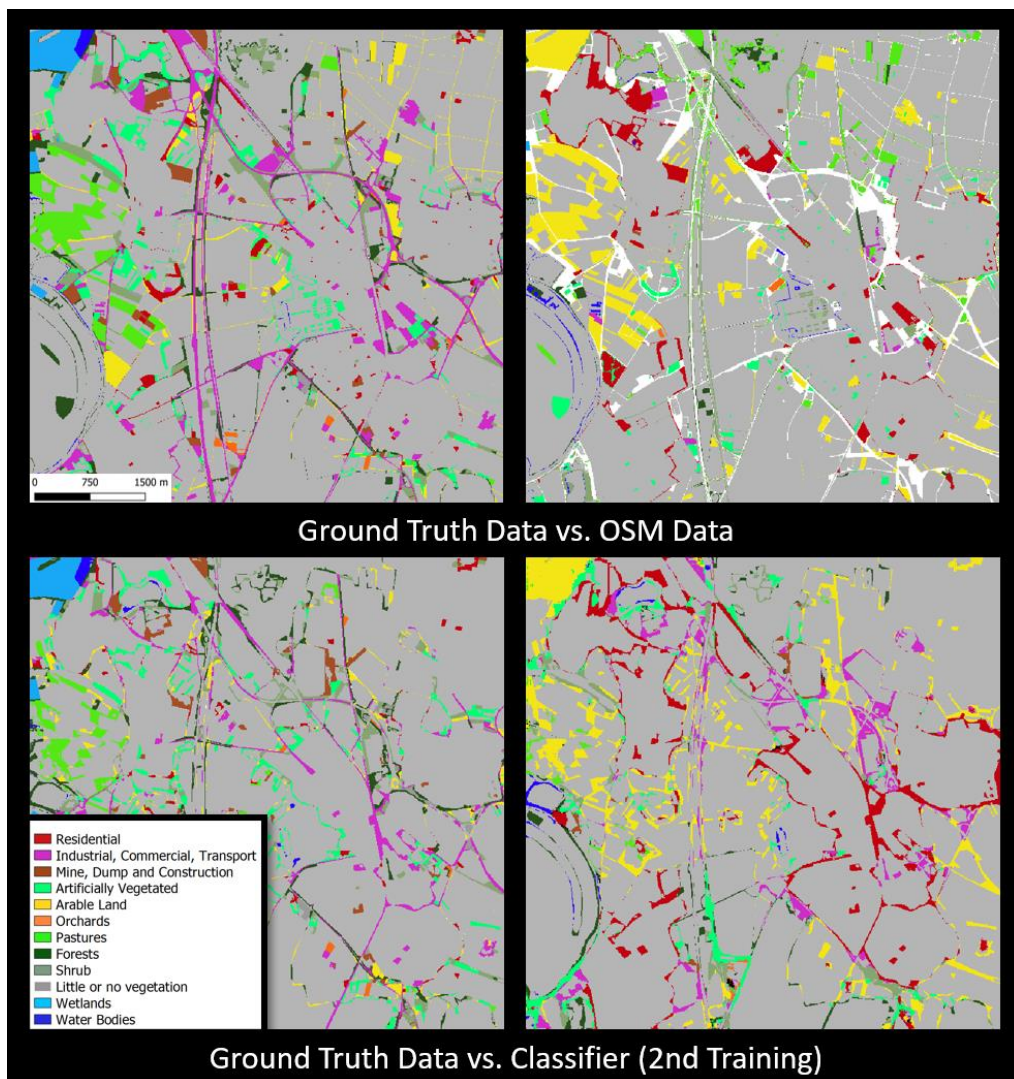 0 750 1500 m
Ground Truth Data vs. OSM Data
Residential
Industrial, Commercial, Transport
Mine, Dump and Construction
Artificially Vegetated
Arable Land
Orchards
Pastures
Forests
Shrub
Little or no vegetation
Wetlands
Water Bodies
Ground Truth Data vs. Classifier (2nd Training)